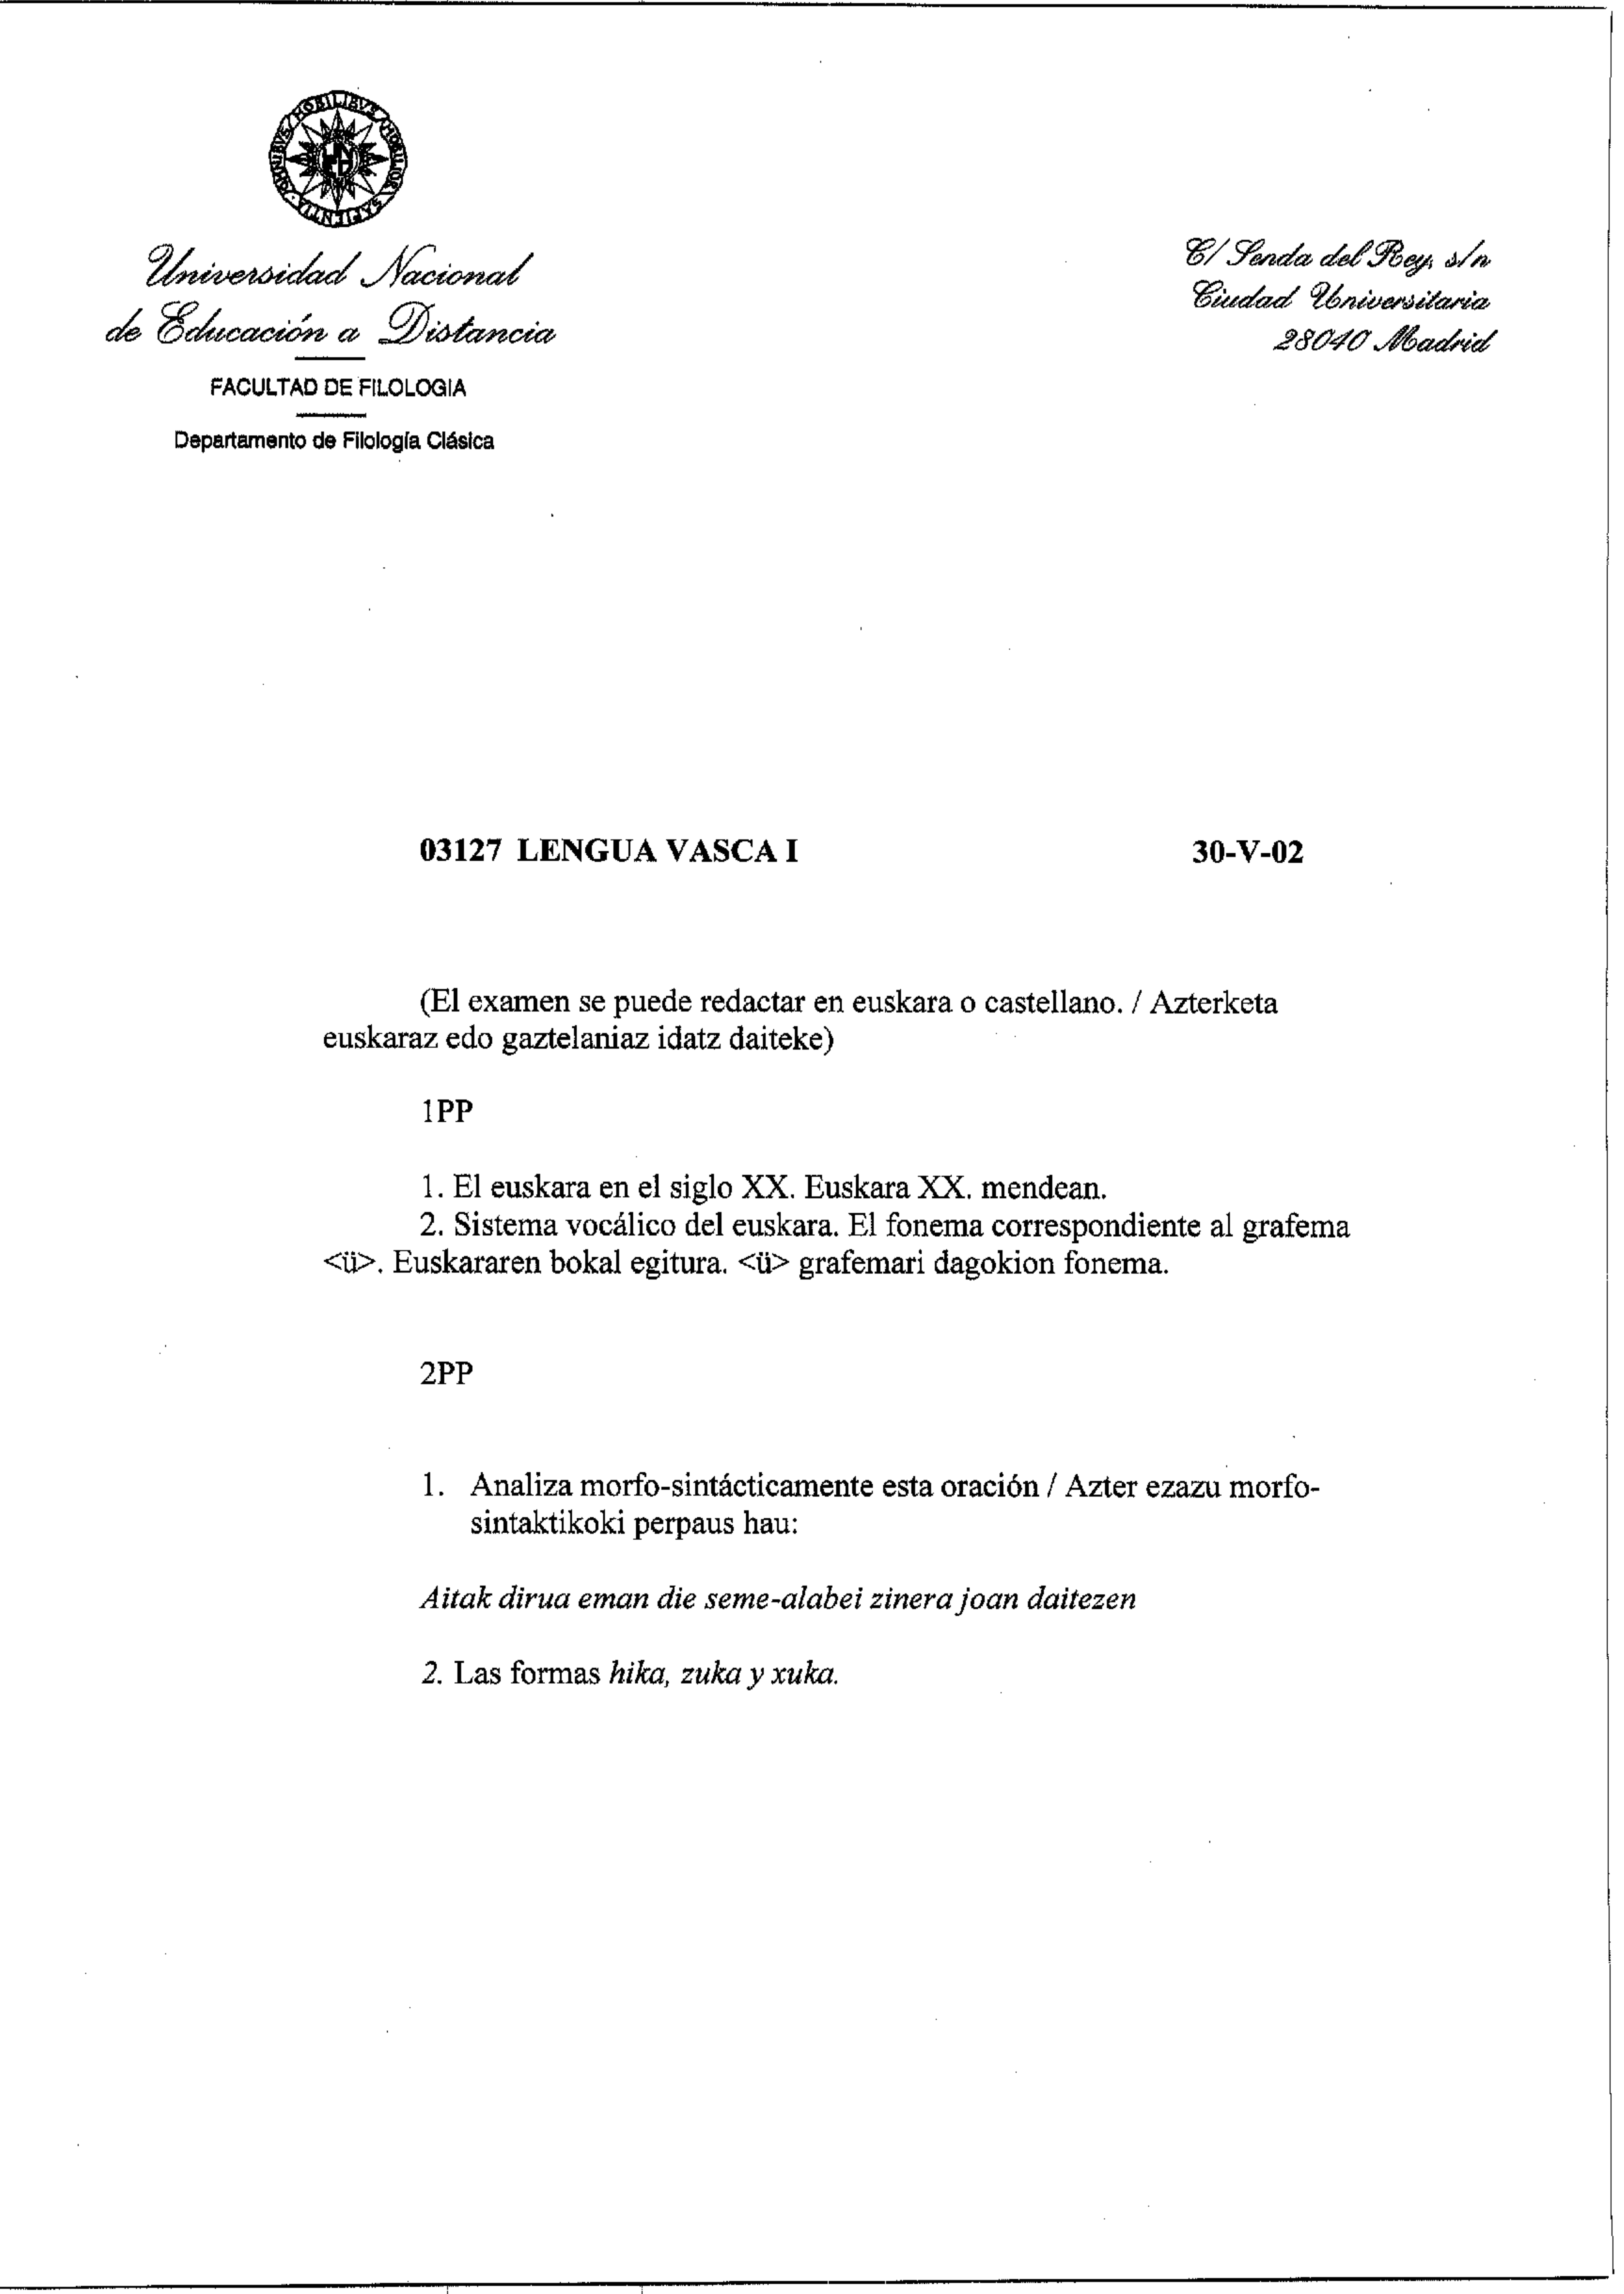 OMNIBUS MOBILIBUS MOBILIOR SAPIENTIA
Universidad Nacional
de Educación a Distancia
FACULTAD DE FILOLOGIA
Departamento de Filología Clásica
C/ Senda del Rey, s/n
Ciudad Universitaria
28040 Madrid
03127 LENGUA VASCA I 30-V-02
(El examen se puede redactar en euskara o castellano. / Azterketa
euskaraz edo gaztelaniaz idatz daiteke)
1PP
1. El euskara en el siglo XX. Euskara XX. mendean.
2. Sistema vocálico del euskara. El fonema correspondiente al grafema
<ü>. Euskararen bokal egitura. <ü> grafemari dagokion fonema.
2PP
1. Analiza morfo-sintácticamente esta oración / Azter ezazu morfo-
sintaktikoki perpaus hau:
Aitak dirua eman die seme-alabei zinera joan daitezen
2. Las formas hika, zuka y xuka.